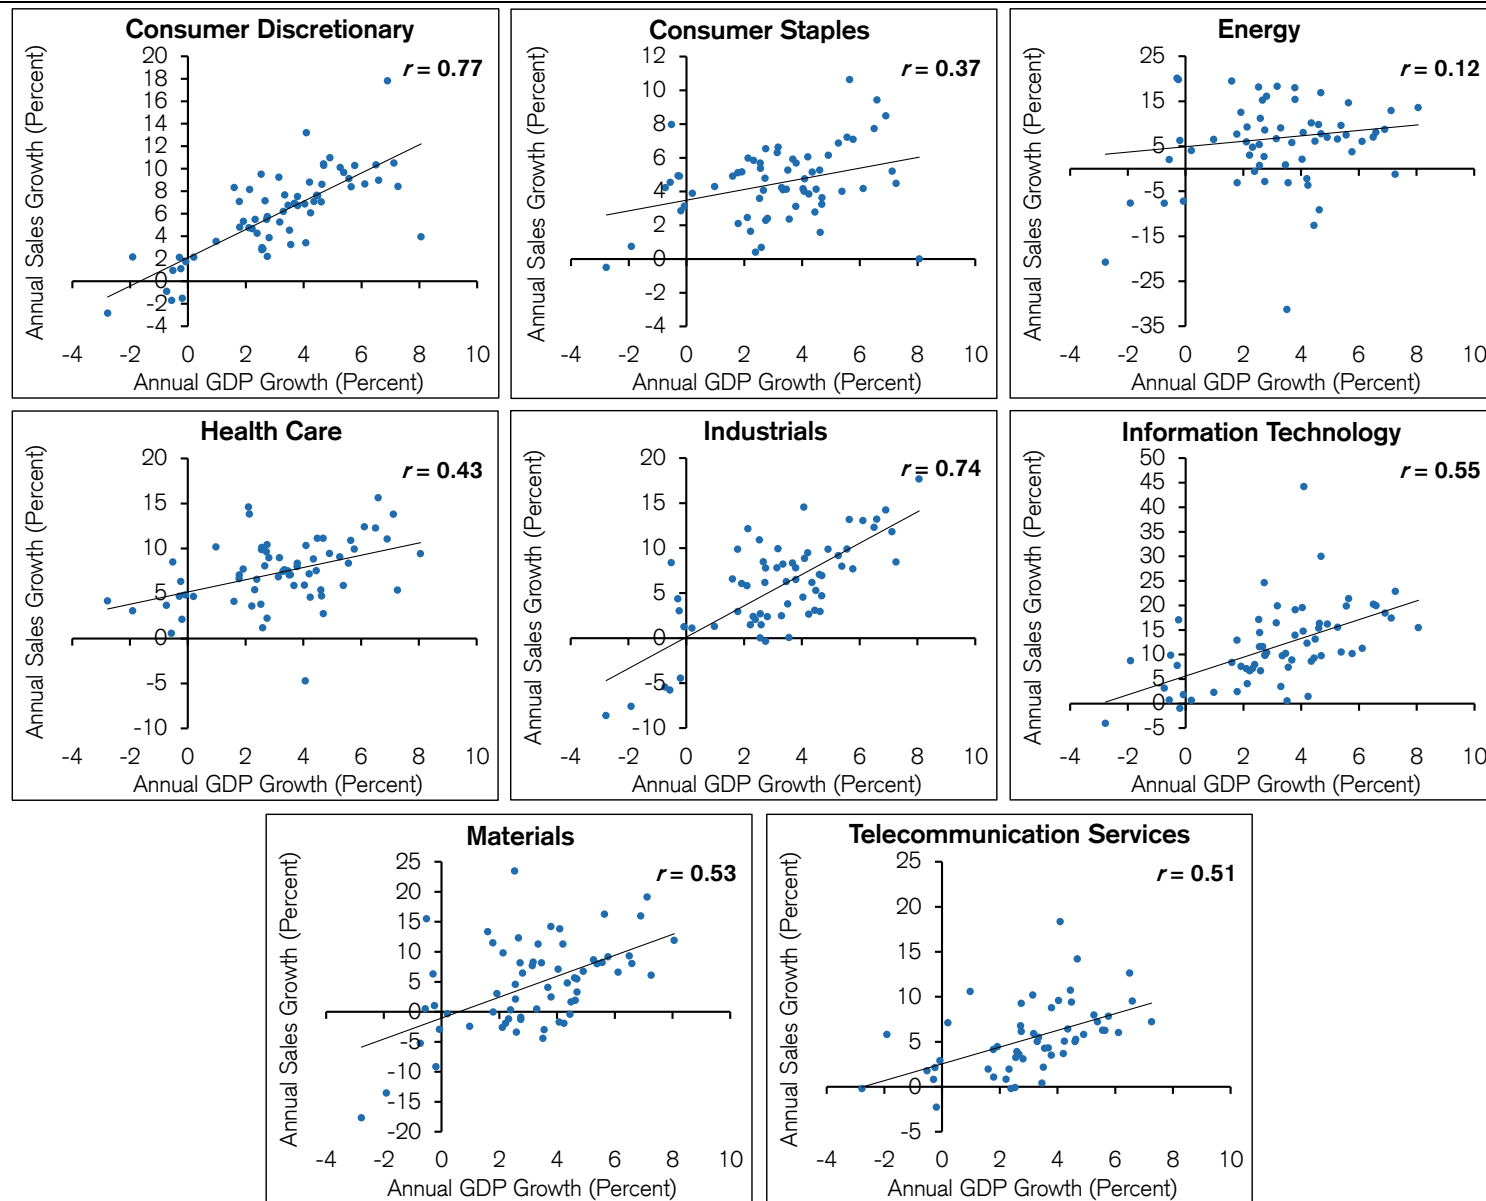 Consumer Discretionary
r = 0.77
Annual Sales Growth (Percent)
20
18
16
14
12
10
8
6
4
2
0
-2
-4
-4 -2 0 2 4 6 8 10
Annual GDP Growth (Percent)
Consumer Staples
r = 0.37
Annual Sales Growth (Percent)
12
10
8
6
4
2
0
-2
-4
-4 -2 0 2 4 6 8 10
Annual GDP Growth (Percent)
Energy
r = 0.12
Annual Sales Growth (Percent)
25
15
5
-5
-15
-25
-35
-4 -2 0 2 4 6 8 10
Annual GDP Growth (Percent)
Health Care
r = 0.43
Annual Sales Growth (Percent)
20
15
10
5
0
-5
-10
-4 -2 0 2 4 6 8 10
Annual GDP Growth (Percent)
Industrials
r = 0.74
Annual Sales Growth (Percent)
20
15
10
5
0
-5
-10
-4 -2 0 2 4 6 8 10
Annual GDP Growth (Percent)
Information Technology
r = 0.55
Annual Sales Growth (Percent)
50
45
40
35
30
25
20
15
10
5
0
-5
-4 -2 0 2 4 6 8 10
Annual GDP Growth (Percent)
Materials
r = 0.53
Annual Sales Growth (Percent)
25
20
15
10
5
0
-5
-10
-15
-20
-4 -2 0 2 4 6 8 10
Annual GDP Growth (Percent)
Telecommunication Services
r = 0.51
Annual Sales Growth (Percent)
25
20
15
10
5
0
-5
-4 -2 0 2 4 6 8 10
Annual GDP Growth (Percent)